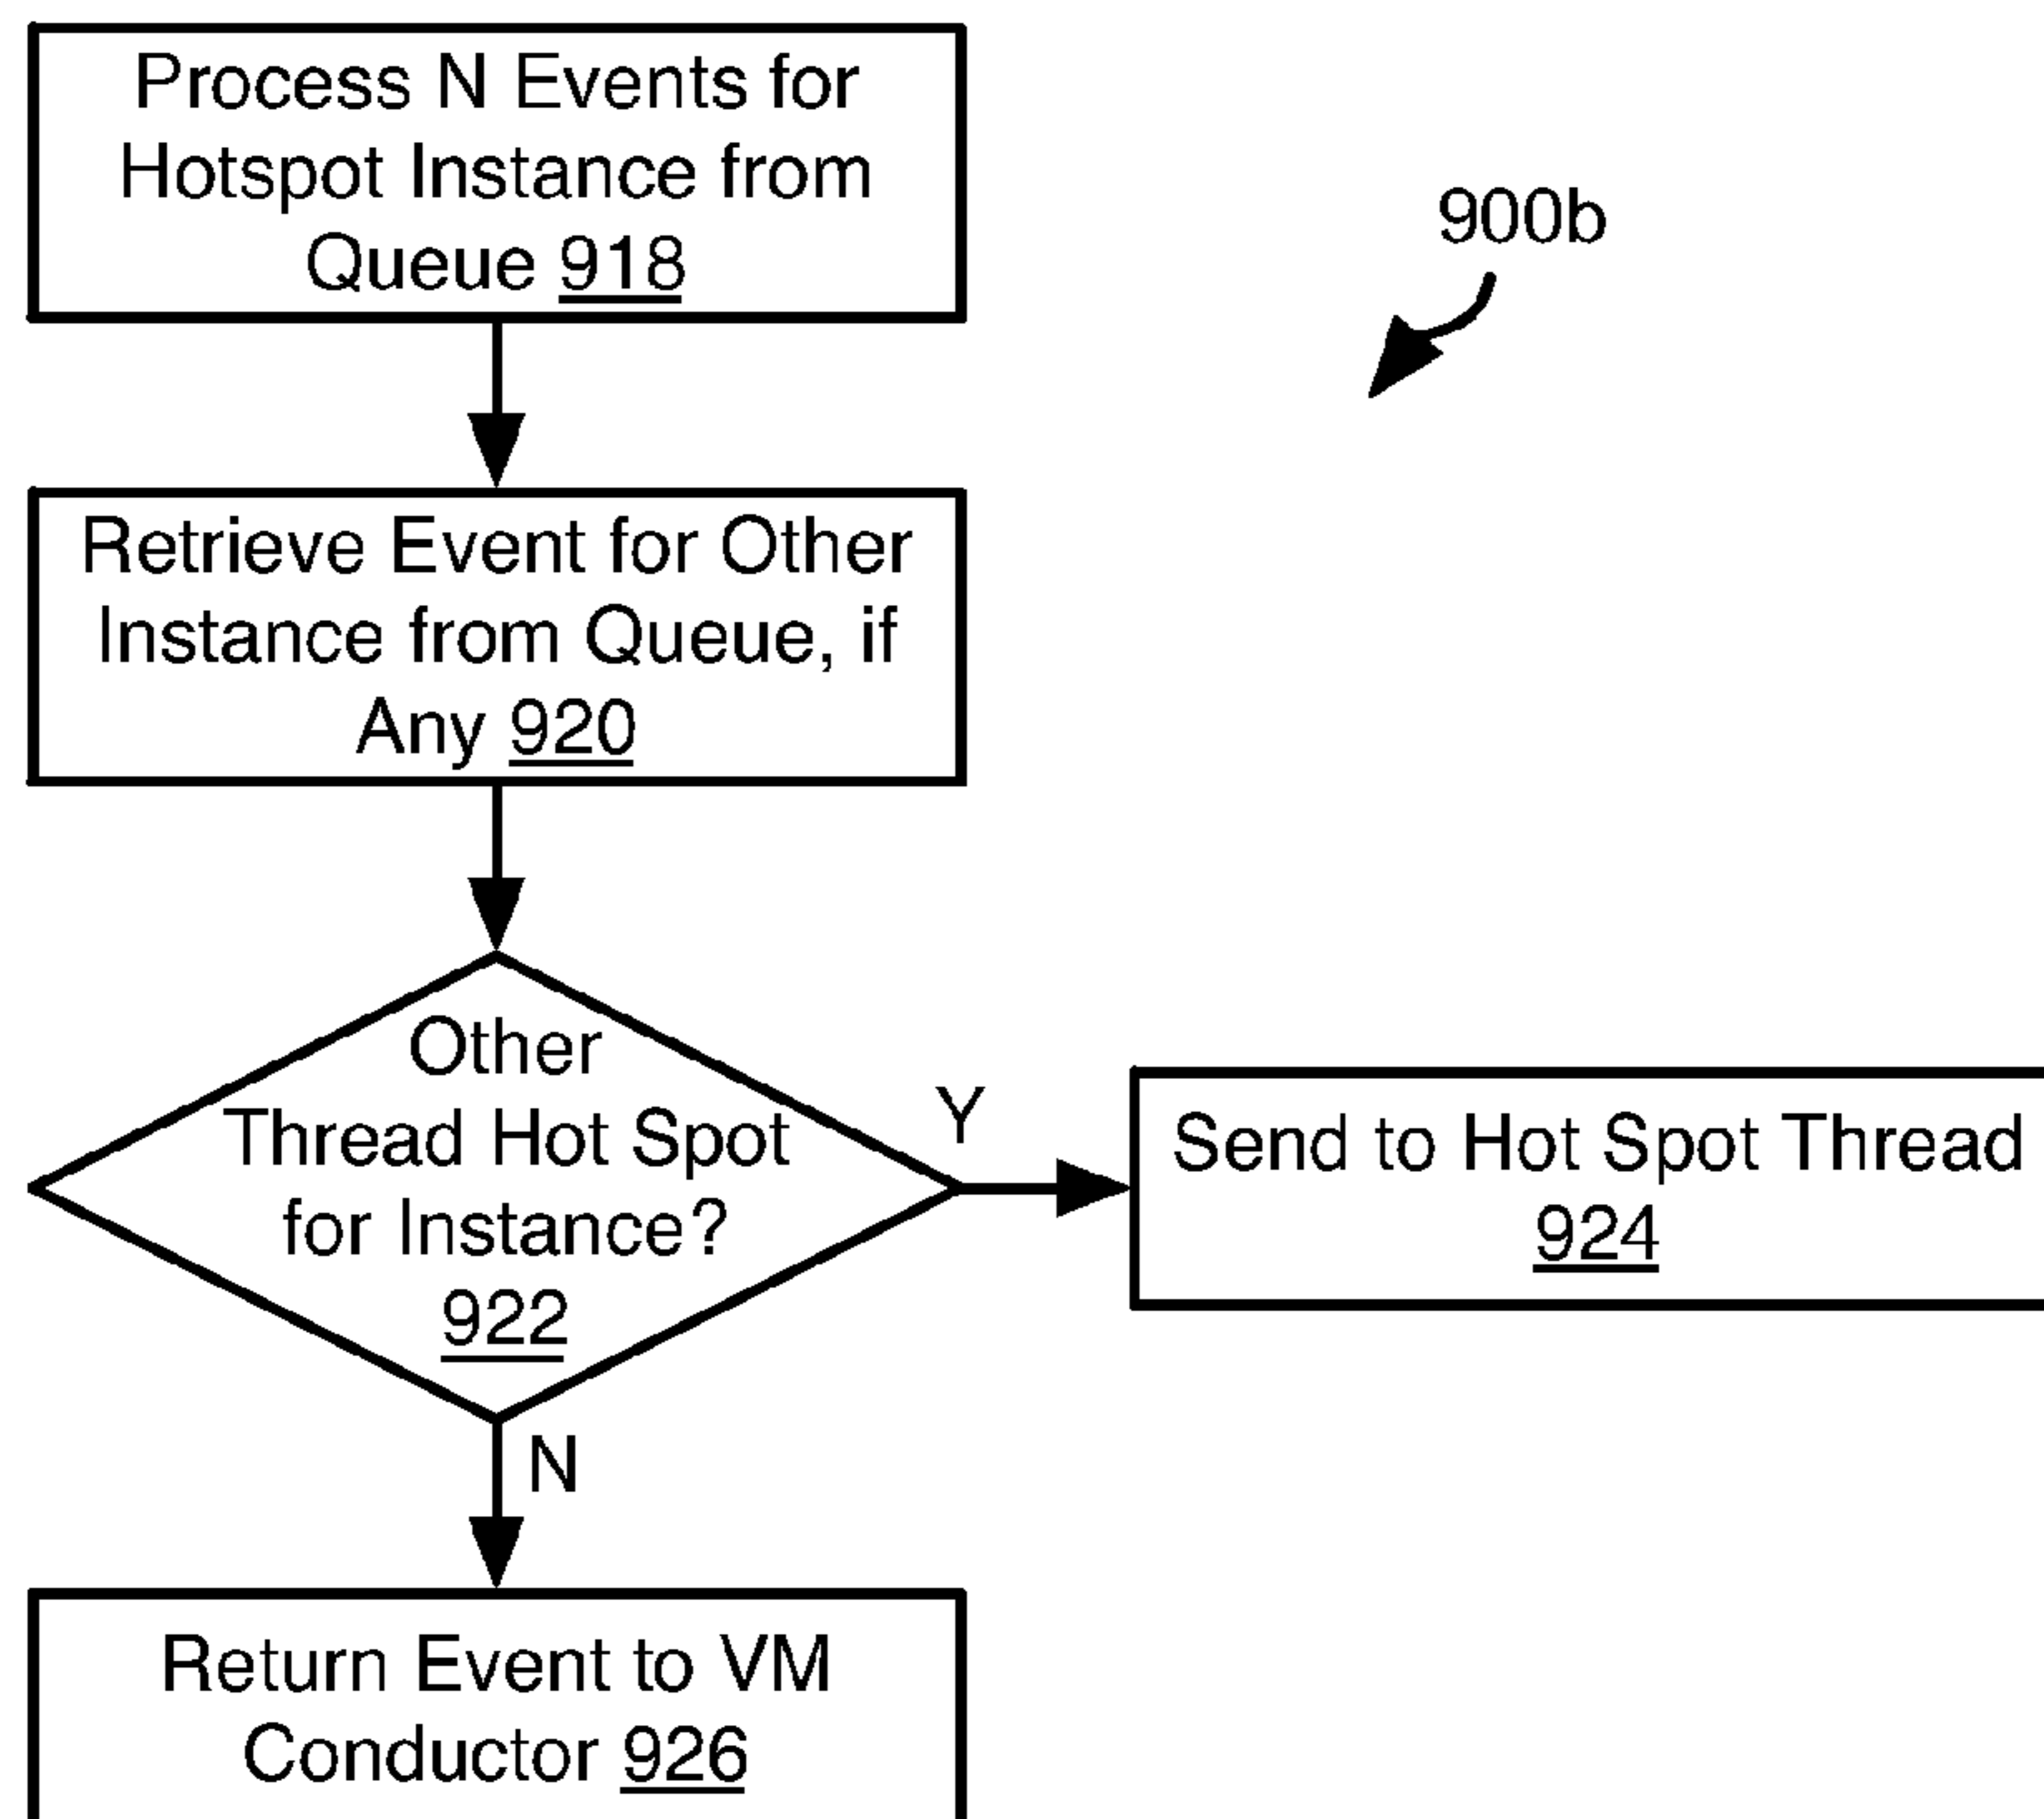 Process N Events for
Hotspot Instance from
Queue 918
900b
Retrieve Event for Other
Instance from Queue, if
Any 920
Other
Thread Hot Spot
for Instance?
922
Y
Send to Hot Spot Thread
924
N
Return Event to VM
Conductor 926